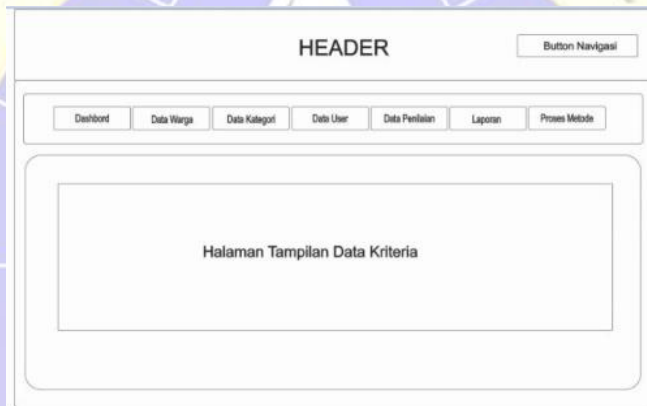 HEADER
Button Navigasi
Dashbord
Data Warga
Data Kategori
Data User
Data Penilaian
Laporan
Proses Metode
Halaman Tampilan Data Kriteria